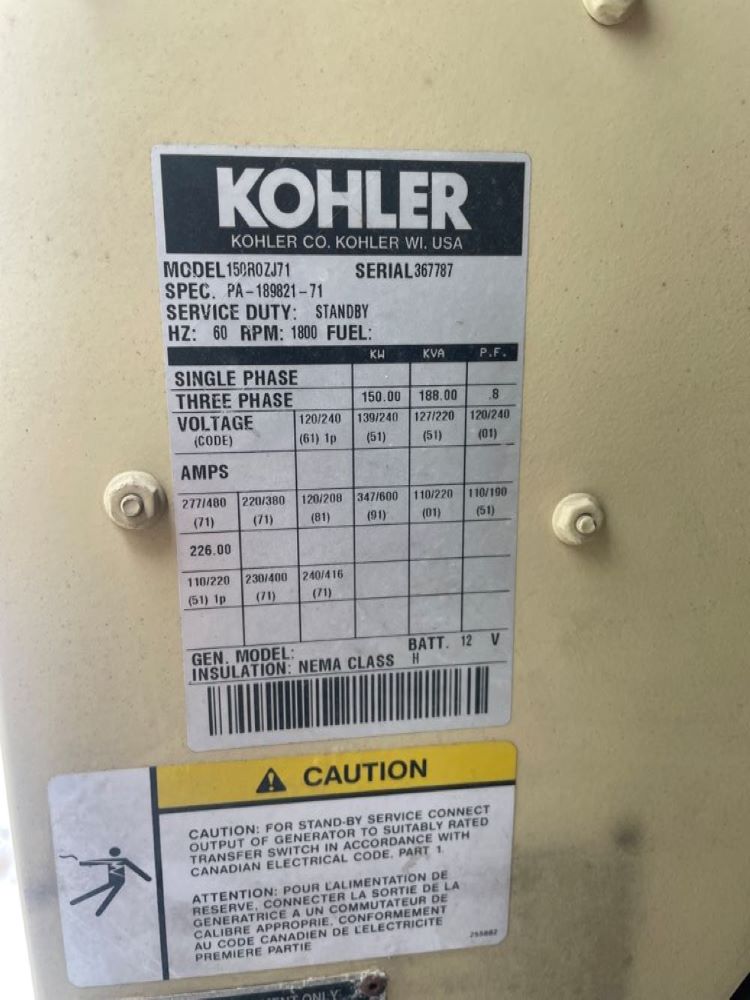 KOHLER
KOHLER CO. KOHLER WI. USA
MODEL 150ROZJ71 SERIAL 367787
SPEC. PA-189821-71
SERVICE DUTY: STANDBY
HZ: 60 RPM: 1800 FUEL:
KW KVA P.F.
SINGLE PHASE
THREE PHASE 150.00 188.00 .8
VOLTAGE 120/240 139/240 127/220 120/240
(CODE) (61) 1p (51) (51) (01)
AMPS
277/480 220/380 120/208 347/600 110/220 110/190
(71) (71) (81) (91) (01) (51)
226.00
110/220 230/400 240/416
(51) 1p (71) (71)
GEN. MODEL: BATT. 12 V
INSULATION: NEMA CLASS H
CAUTION
CAUTION: FOR STAND-BY SERVICE CONNECT
OUTPUT OF GENERATOR TO SUITABLY RATED
TRANSFER SWITCH IN ACCORDANCE WITH
CANADIAN ELECTRICAL CODE, PART 1.
ATTENTION: POUR L'ALIMENTATION DE
RESERVE, CONNECTER LA SORTIE DE LA
GENERATRICE A UN COMMUTATEUR DE
CALIBRE APPROPRIE, CONFORMEMENT
AU CODE CANADIEN DE L'ELECTRICITE
PREMIERE PARTIE
ONLY